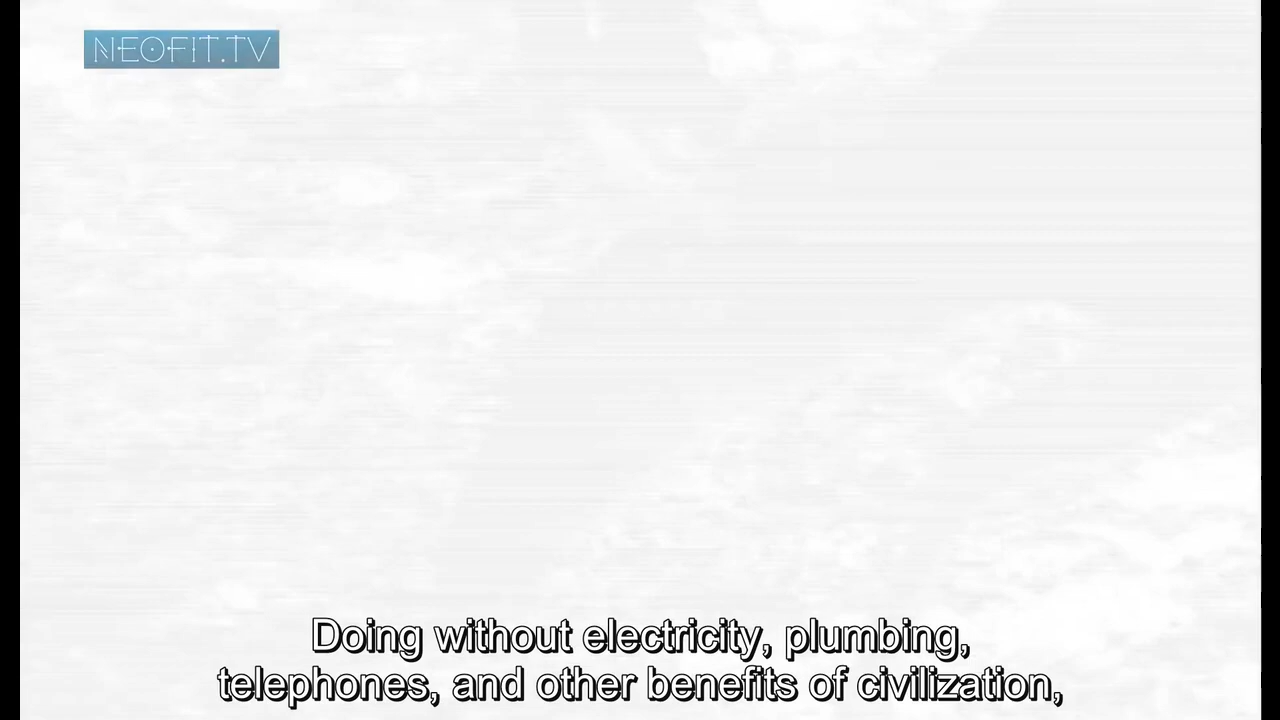 NEOFIT.TV
Doing without electricity, plumbing,
telephones, and other benefits of civilization,